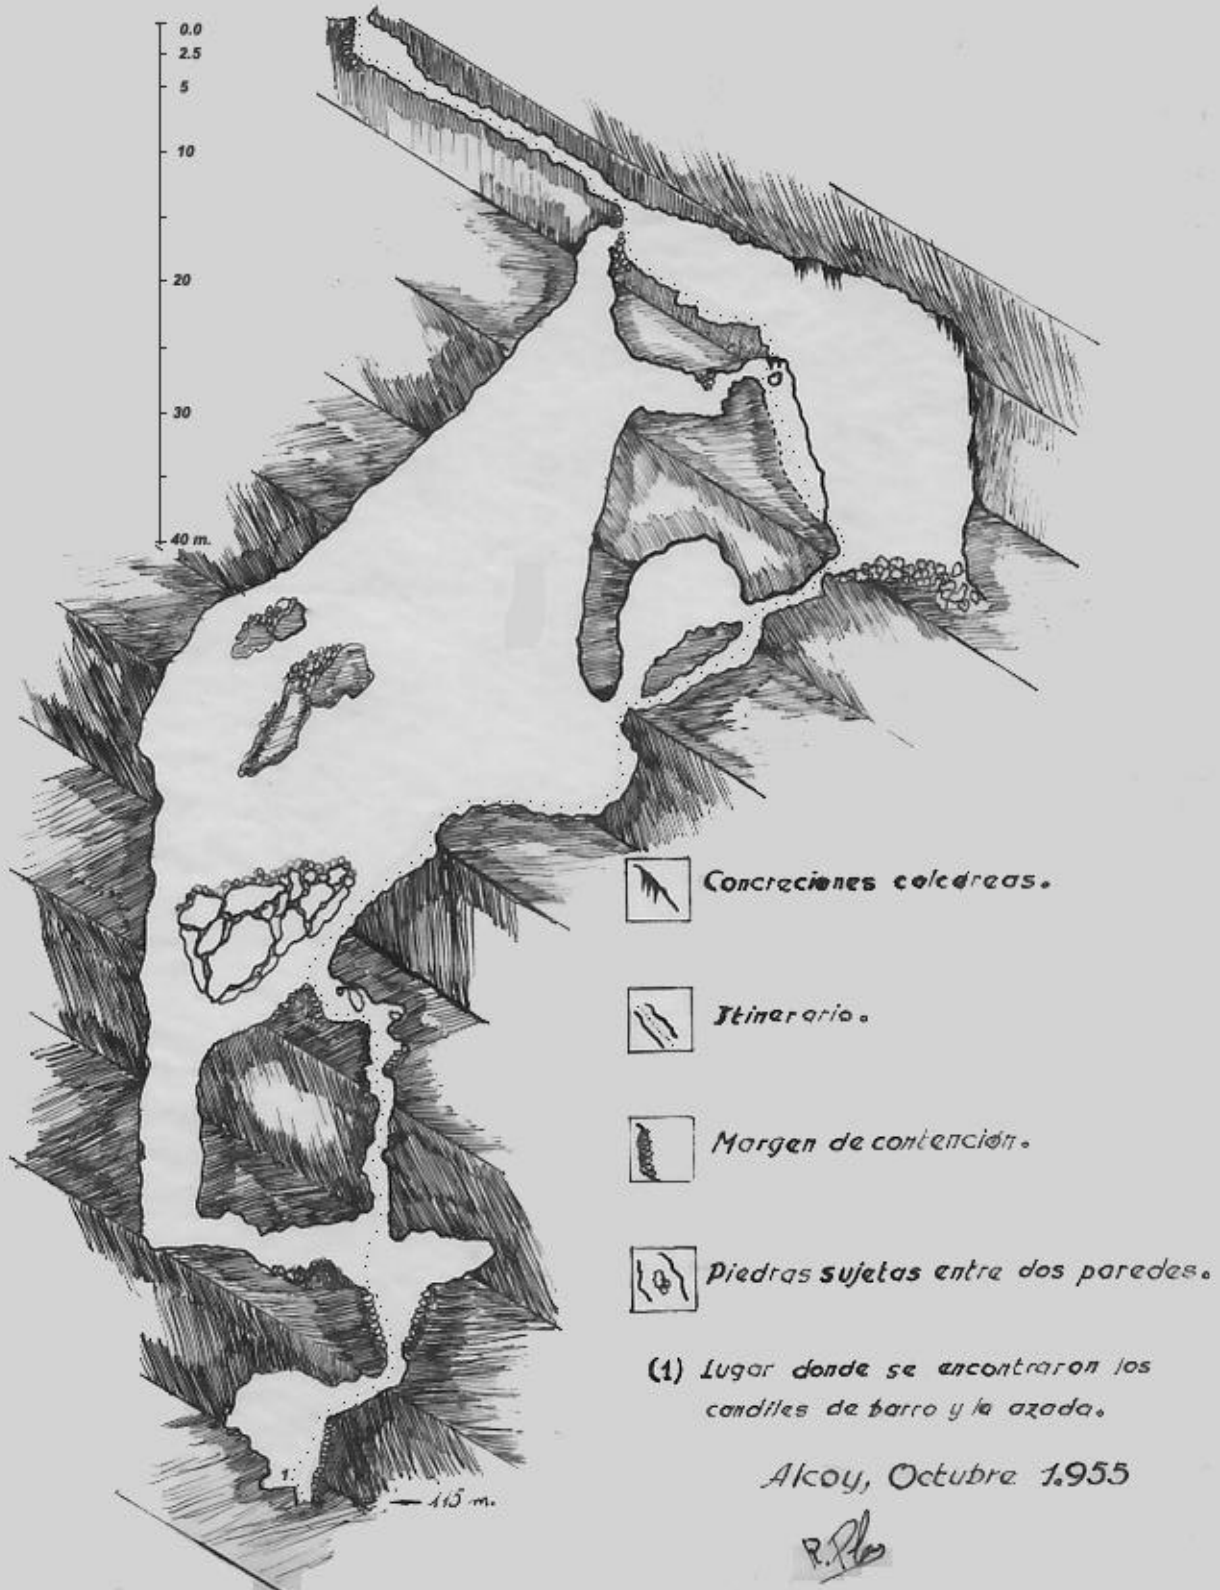 0.0
2.5
5
10
20
30
40 m.
Concreciones calcáreas.
Itinerario.
Margen de contención.
Piedras sujetas entre dos paredes.
(1) Lugar donde se encontraron los
candiles de barro y la azada.
1.
115 m.
Alcoy, Octubre 1.955
R. Pla